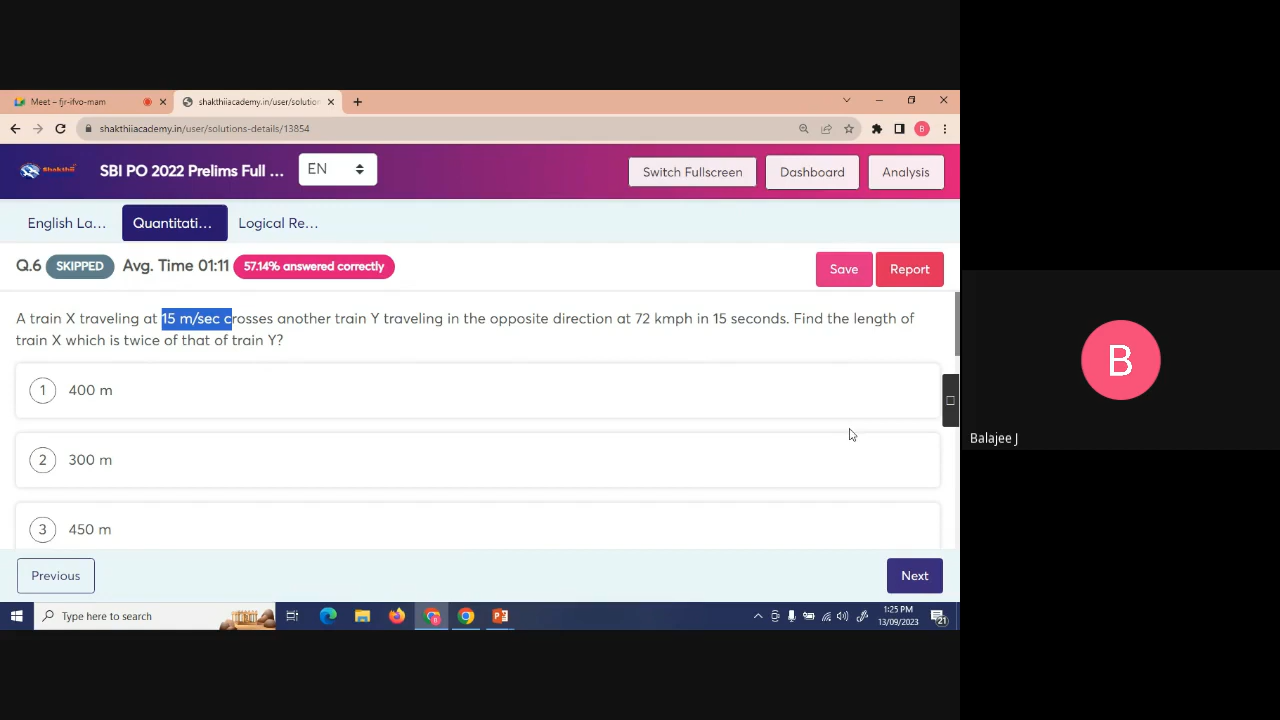 Meet – fjr-ifvo-mam
shakthiiacademy.in/user/solution
shakthiiacademy.in/user/solutions-details/13854
B
Shakthii
SBI PO 2022 Prelims Full ...
EN
Switch Fullscreen
Dashboard
Analysis
English La...
Quantitati...
Logical Re...
Q.6 SKIPPED Avg. Time 01:11 57.14% answered correctly
Save
Report
A train X traveling at 15 m/sec crosses another train Y traveling in the opposite direction at 72 kmph in 15 seconds. Find the length of
train X which is twice of that of train Y?
1 400 m
2 300 m
3 450 m
Previous
Next
Type here to search
1:25 PM
13/09/2023
21
B
Balajee J